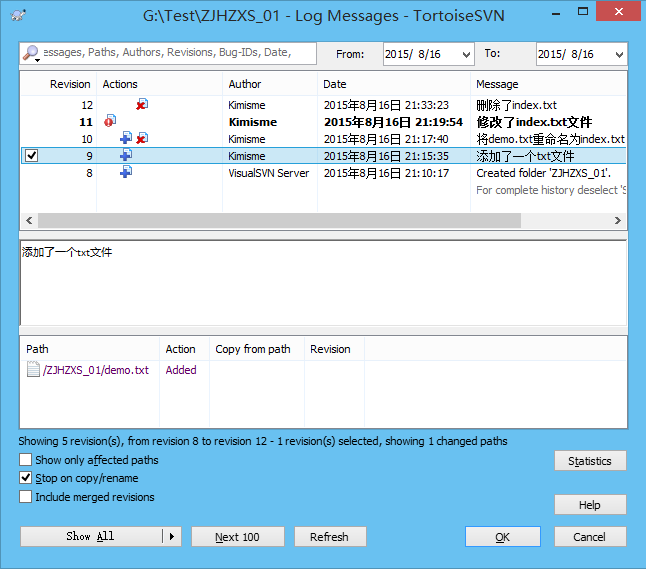 G:\Test\ZJHZXS_01 - Log Messages - TortoiseSVN
essages, Paths, Authors, Revisions, Bug-IDs, Date, From: 2015/ 8/16 To: 2015/ 8/16
Revision Actions Author Date Message
12 Kimisme 2015年8月16日 21:33:23 删除了index.txt
11 Kimisme 2015年8月16日 21:19:54 修改了index.txt文件
10 Kimisme 2015年8月16日 21:17:40 将demo.txt重命名为index.txt
9 Kimisme 2015年8月16日 21:15:35 添加了一个txt文件
8 VisualSVN Server 2015年8月16日 21:10:17 Created folder 'ZJHZXS_01'.
For complete history deselect 'S
添加了一个txt文件
Path Action Copy from path Revision
/ZJHZXS_01/demo.txt Added
Showing 5 revision(s), from revision 8 to revision 12 - 1 revision(s) selected, showing 1 changed paths
Show only affected paths
Statistics
Stop on copy/rename
Include merged revisions
Help
Show All Next 100 Refresh OK Cancel